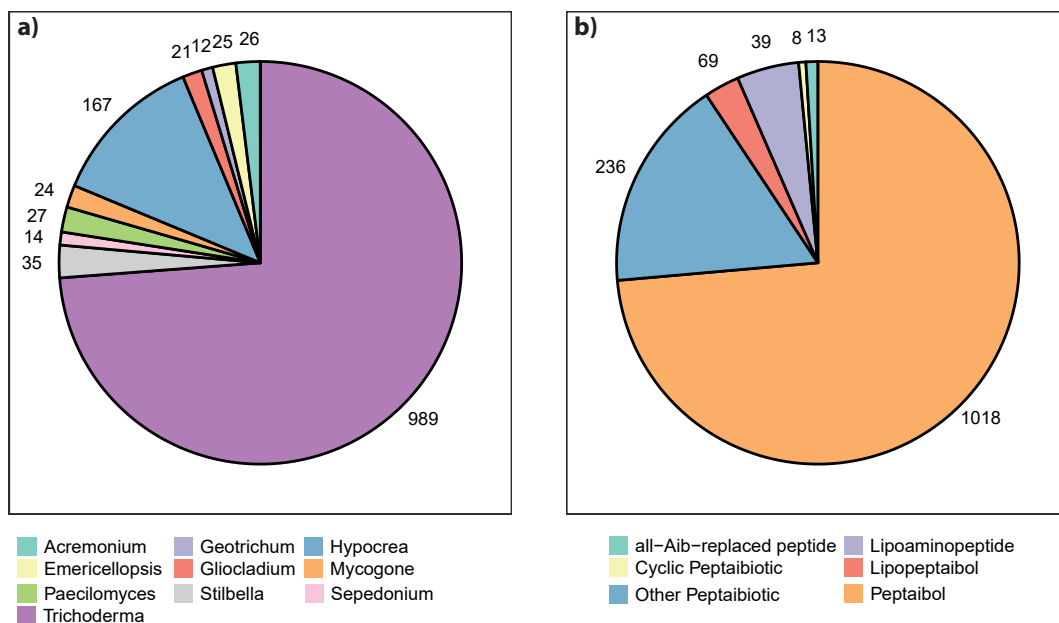 a)
21 12 25 26
167
24
27
14
35
989
Acremonium Geotrichum Hypocrea
Emericellopsis Gliocladium Mycogone
Paecilomyces Stilbella Sepedonium
Trichoderma
b)
8 13
39
69
236
1018
all−Aib−replaced peptide Lipoaminopeptide
Cyclic Peptaibiotic Lipopeptaibol
Other Peptaibiotic Peptaibol